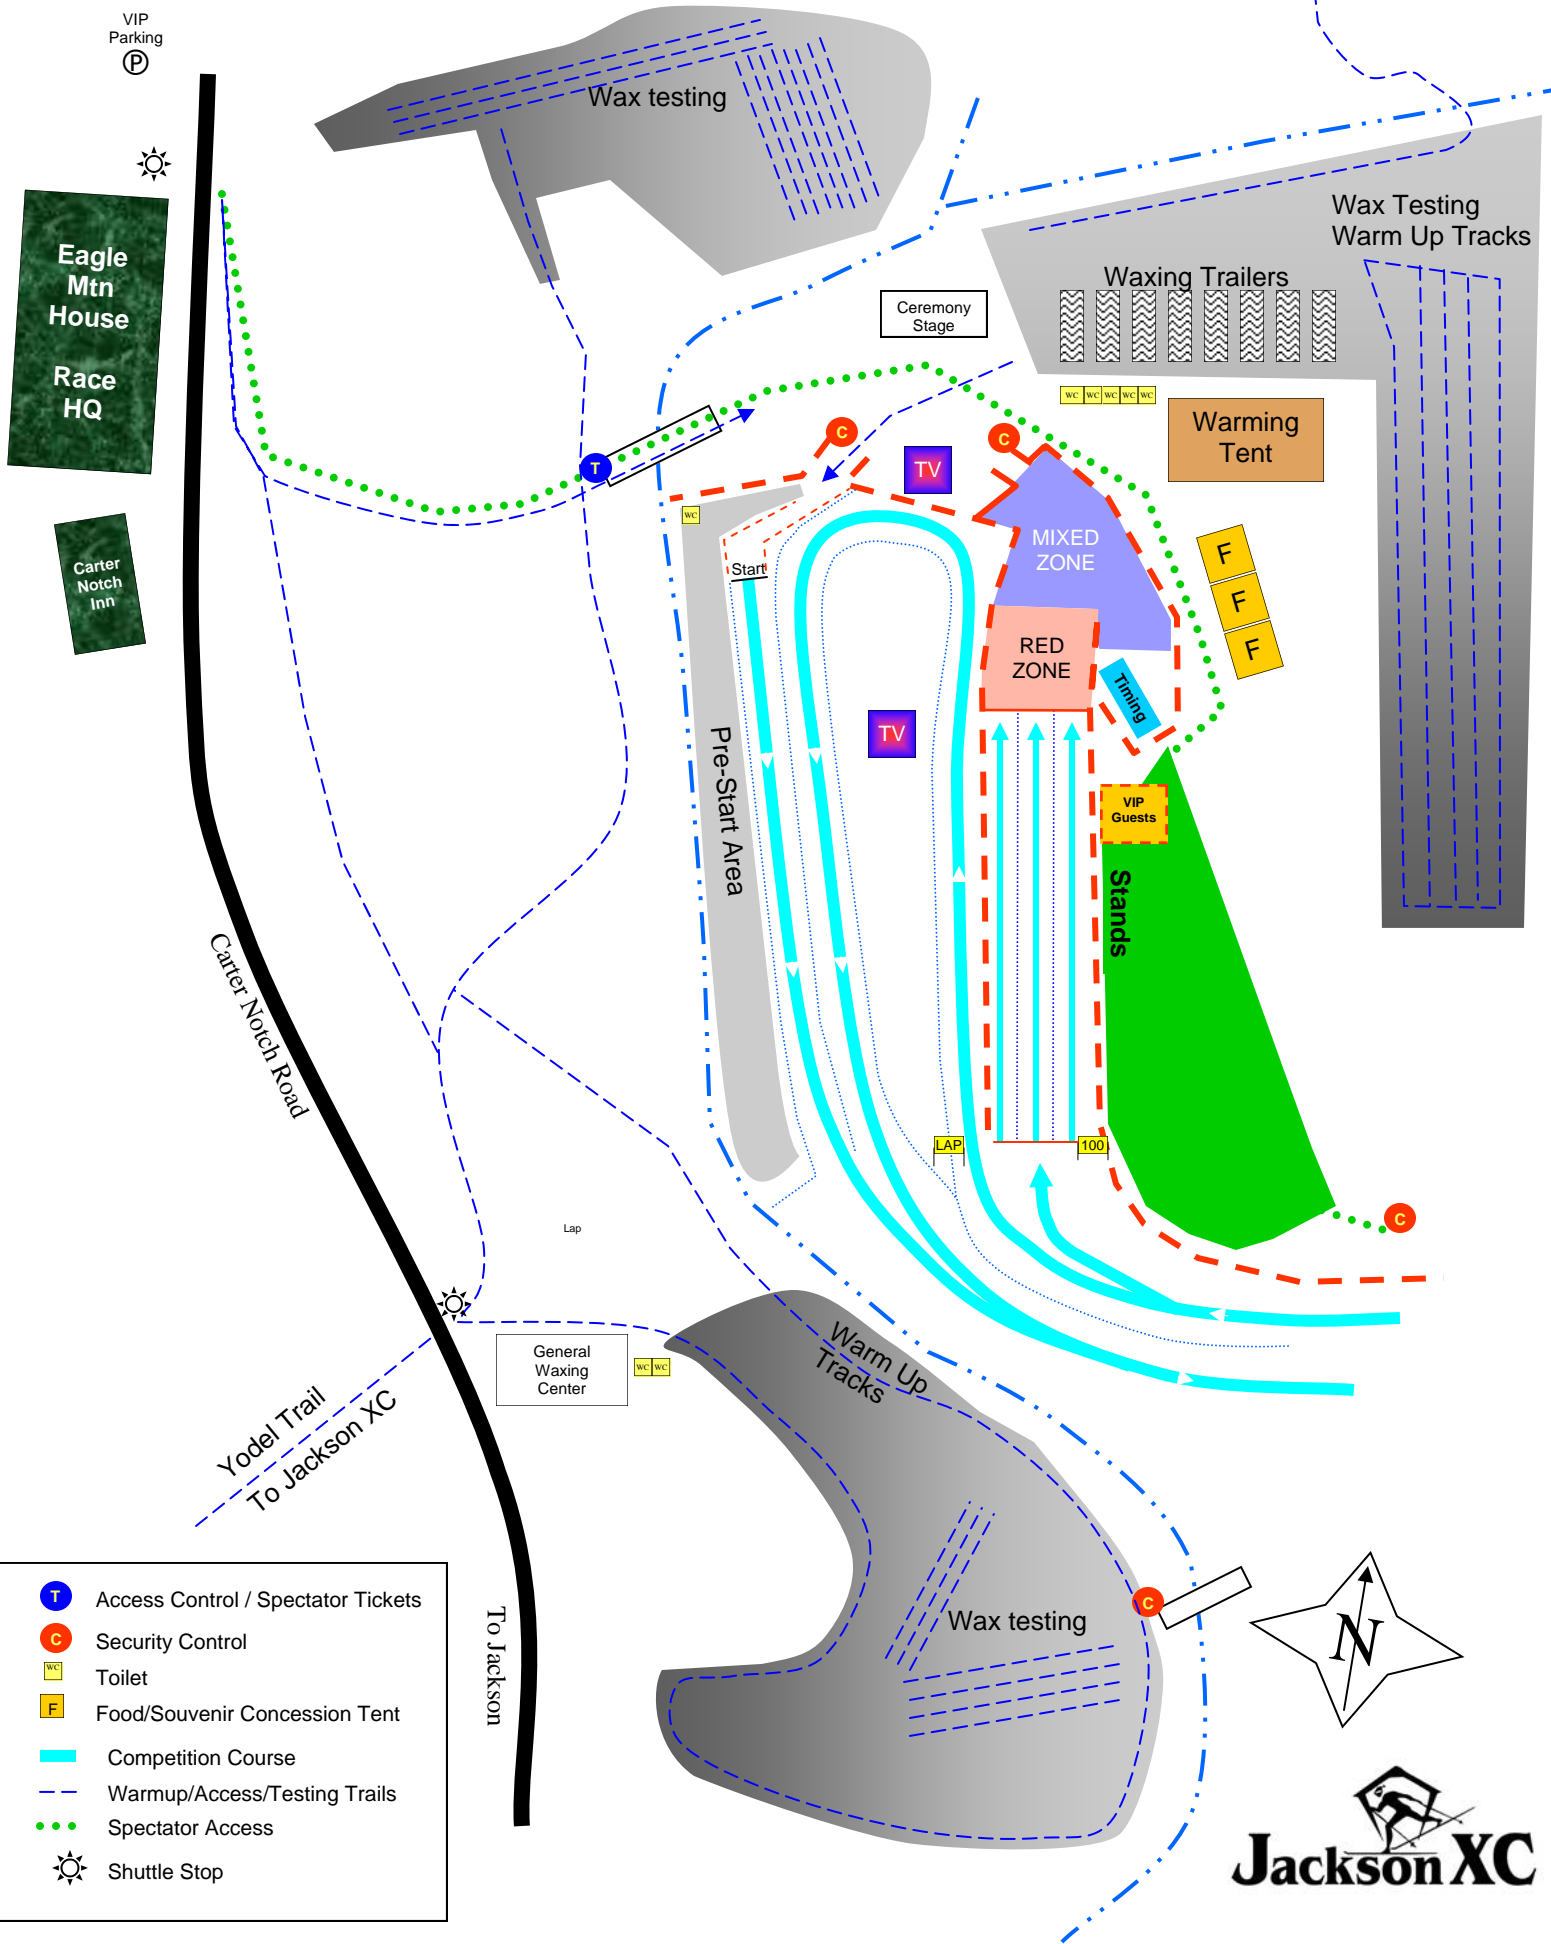 VIP
Parking
P
Wax testing
Wax Testing
Warm Up Tracks
Eagle
Mtn
House
Race
HQ
Waxing Trailers
Ceremony
Stage
WC WC WC WC WC
Warming
Tent
C
C
TV
T
WC
MIXED
ZONE
F
F
F
Carter
Notch
Inn
Start
RED
ZONE
Timing
TV
Pre-Start Area
VIP
Guests
Stands
Carter Notch Road
LAP
100
Lap
C
General
Waxing
Center
WC WC
Warm Up
Tracks
Yodel Trail
To Jackson XC
Wax testing
C
N
To Jackson
T Access Control / Spectator Tickets
C Security Control
WC Toilet
F Food/Souvenir Concession Tent
Competition Course
Warmup/Access/Testing Trails
Spectator Access
Shuttle Stop
Jackson XC